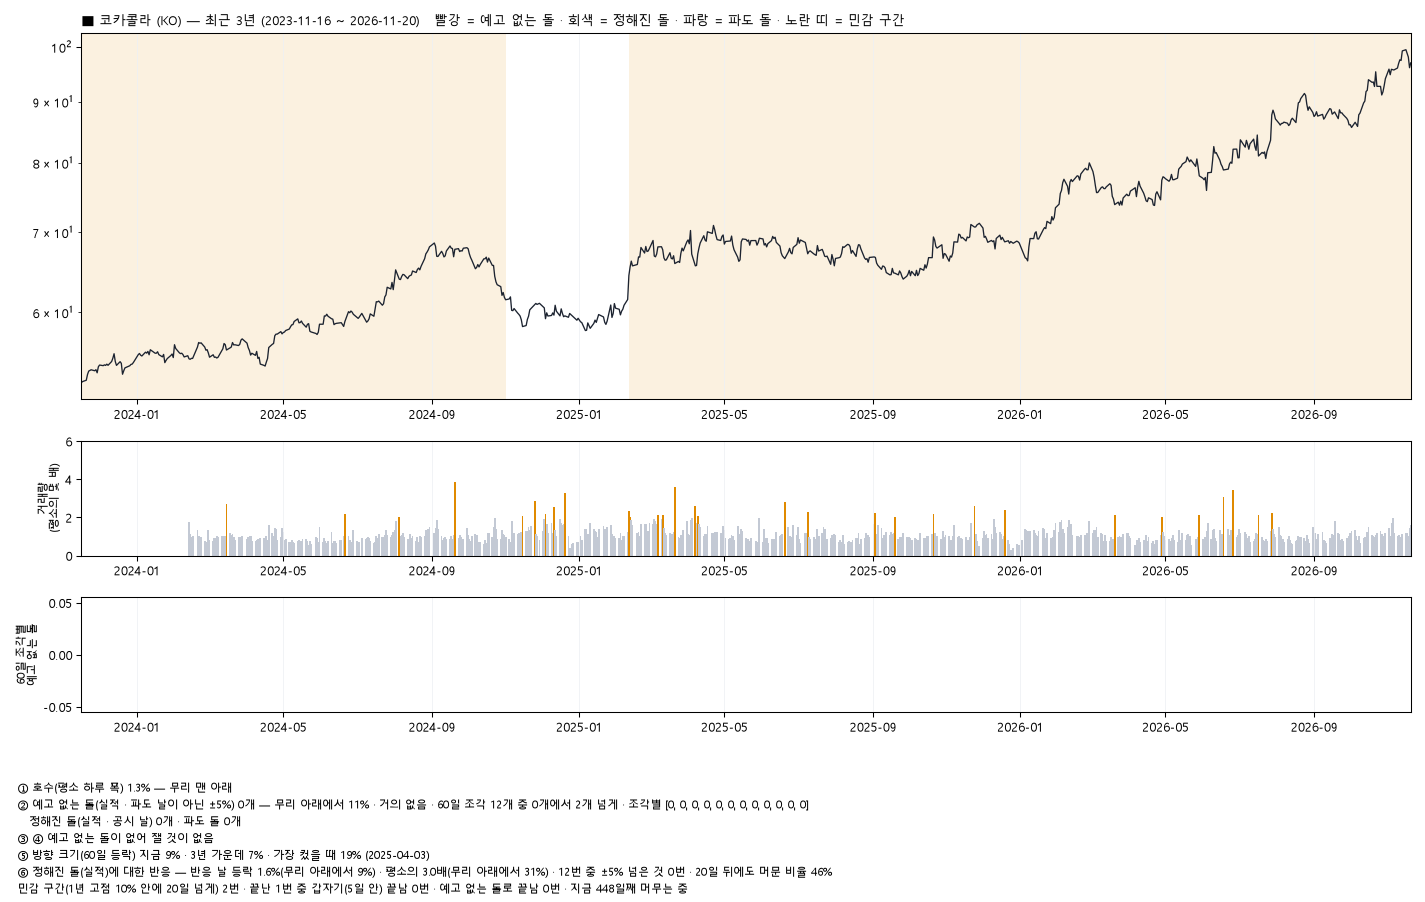 ■ 코카콜라 (KO) — 최근 3년 (2023-11-16 ~ 2026-11-20)    빨강 = 예고 없는 돌 · 회색 = 정해진 돌 · 파랑 = 파도 돌 · 노란 띠 = 민감 구간
10²
9 × 10¹
8 × 10¹
7 × 10¹
6 × 10¹
2024-01 2024-05 2024-09 2025-01 2025-05 2025-09 2026-01 2026-05 2026-09
거래량
(평소의 몇 배)
6
4
2
0
2024-01 2024-05 2024-09 2025-01 2025-05 2025-09 2026-01 2026-05 2026-09
60일 조각별
예고 없는 돌
0.05
0.00
-0.05
2024-01 2024-05 2024-09 2025-01 2025-05 2025-09 2026-01 2026-05 2026-09
① 호수(평소 하루 폭) 1.3% — 무리 맨 아래
② 예고 없는 돌(실적 · 파도 날이 아닌 ±5%) 0개 — 무리 아래에서 11% · 거의 없음 · 60일 조각 12개 중 0개에서 2개 넘게 · 조각별 [0, 0, 0, 0, 0, 0, 0, 0, 0, 0, 0, 0]
정해진 돌(실적 · 공시 날) 0개 · 파도 돌 0개
③ ④ 예고 없는 돌이 없어 잴 것이 없음
⑤ 방향 크기(60일 등락) 지금 9% · 3년 가운데 7% · 가장 컸을 때 19% (2025-04-03)
⑥ 정해진 돌(실적)에 대한 반응 — 반응 날 등락 1.6%(무리 아래에서 9%) · 평소의 3.0배(무리 아래에서 31%) · 12번 중 ±5% 넘은 것 0번 · 20일 뒤에도 머문 비율 46%
민감 구간(1년 고점 10% 안에 20일 넘게) 2번 · 끝난 1번 중 갑자기(5일 안) 끝남 0번 · 예고 없는 돌로 끝남 0번 · 지금 448일째 머무는 중